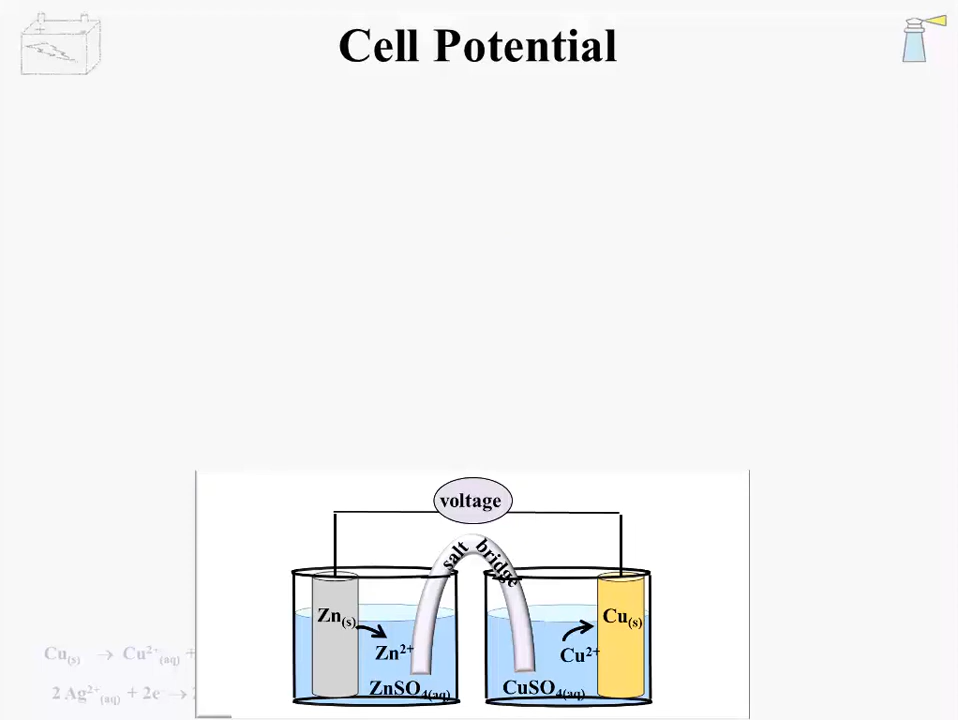 Cell Potential
voltage
salt bridge
Zn(s)
Cu(s)
Zn²⁺
Cu²⁺
ZnSO₄(aq)
CuSO₄(aq)
Cu(s) → Cu²⁺(aq) +
2 Ag²⁺(aq) + 2e⁻ → 2